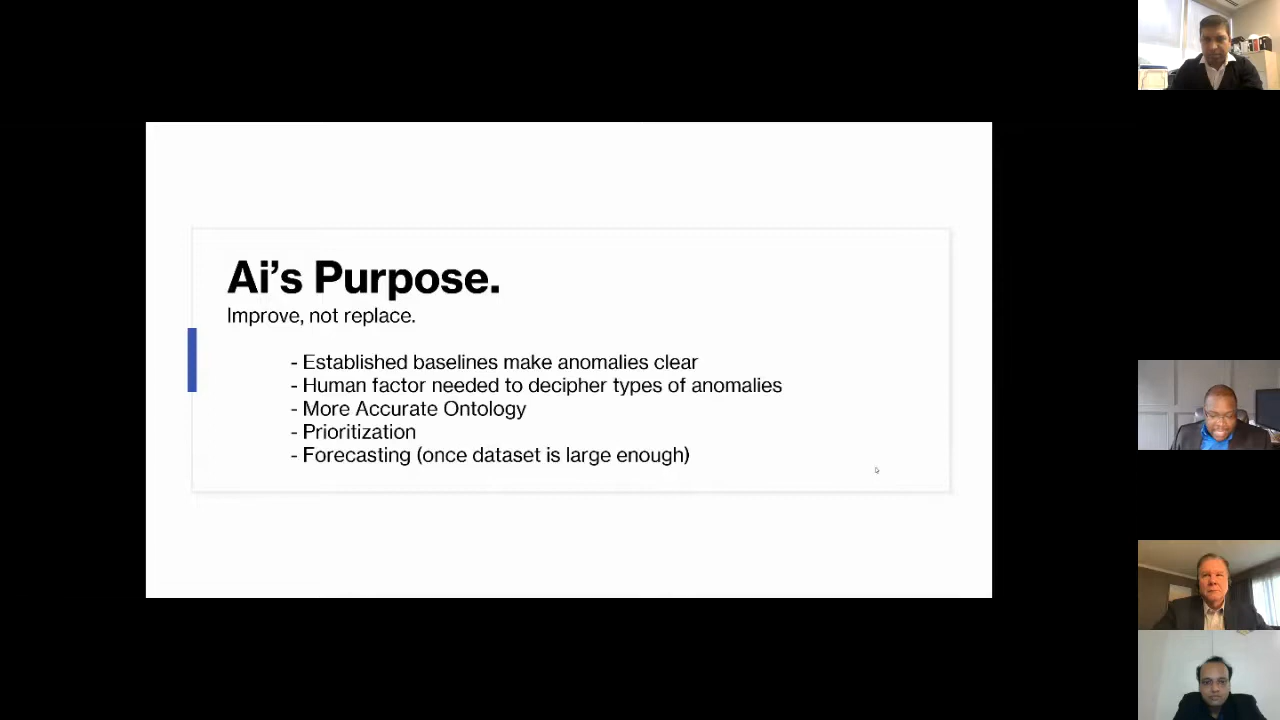 Ai’s Purpose.
Improve, not replace.
- Established baselines make anomalies clear
- Human factor needed to decipher types of anomalies
- More Accurate Ontology
- Prioritization
- Forecasting (once dataset is large enough)